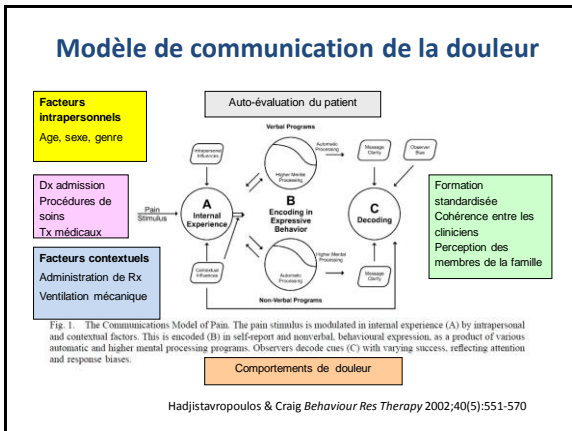 Modèle de communication de la douleur
Facteurs
intrapersonnels
Age, sexe, genre
Auto-évaluation du patient
Verbal Programs
Intrapersonal
Influences
Automatic
Processing
Higher Mental
Processing
Message
Clarity
Observer
Bias
Dx admission
Procédures de
soins
Tx médicaux
Pain
Stimulus
A
Internal
Experience
B
Encoding in
Expressive
Behavior
C
Decoding
Formation
standardisée
Cohérence entre les
cliniciens
Perception des
membres de la famille
Facteurs contextuels
Administration de Rx
Ventilation mécanique
Contextual
Influences
Automatic
Processing
Higher Mental
Processing
Message
Clarity
Non-Verbal Programs
Fig. 1. The Communications Model of Pain. The pain stimulus is modulated in internal experience (A) by intrapersonal
and contextual factors. This is encoded (B) in self-report and nonverbal, behavioural expression, as a product of various
automatic and higher mental processing programs. Observers decode cues (C) with varying success, reflecting attention
and response biases.
Comportements de douleur
Hadjistavropoulos & Craig Behaviour Res Therapy 2002;40(5):551-570